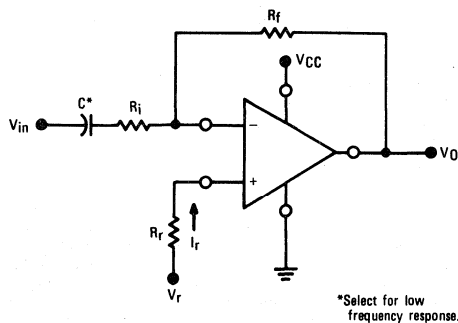 Rf
VCC
C*
Ri
Vin
−
VO
+
Rr
Ir
Vr
*Select for low
frequency response.